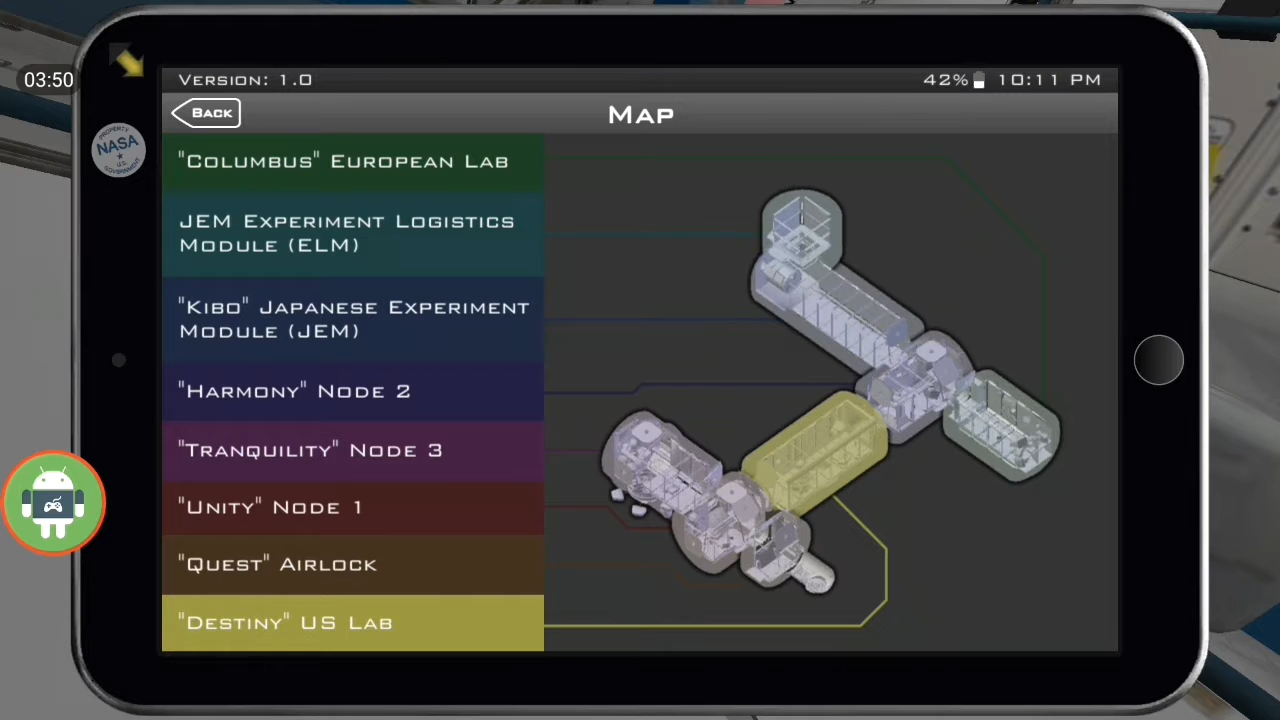 03:50
Version: 1.0
42%
10:11 PM
Back
Map
PROPERTY
NASA
U.S.
GOVERNMENT
"Columbus" European Lab
JEM Experiment Logistics
Module (ELM)
"Kibo" Japanese Experiment
Module (JEM)
"Harmony" Node 2
"Tranquility" Node 3
"Unity" Node 1
"Quest" Airlock
"Destiny" US Lab